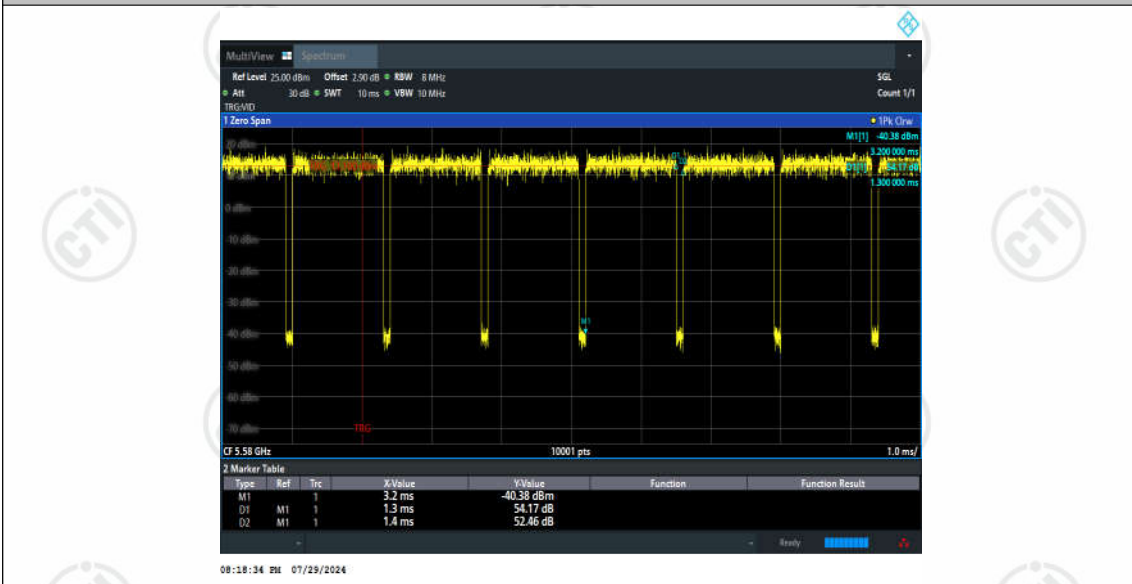 MultiView Spectrum
Ref Level 25.00 dBm Offset 2.90 dB RBW 8 MHz SGL
Att 30 dB SWT 10 ms VBW 10 MHz Count 1/1
TRG:VID
1 Zero Span 1Pk Clrw
M1[1] -40.38 dBm
20 dBm
3.200 000 ms
D1[1] 54.17 dB
1.300 000 ms
0 dBm
-10 dBm
-20 dBm
-30 dBm
M1
-40 dBm
-50 dBm
-60 dBm
-70 dBm
TRG
CF 5.58 GHz 10001 pts 1.0 ms/
2 Marker Table
Type Ref Trc X-Value Y-Value Function Function Result
M1 1 3.2 ms -40.38 dBm
D1 M1 1 1.3 ms 54.17 dB
D2 M1 1 1.4 ms 52.46 dB
Ready
08:18:34 PM 07/29/2024
CTI
CTI